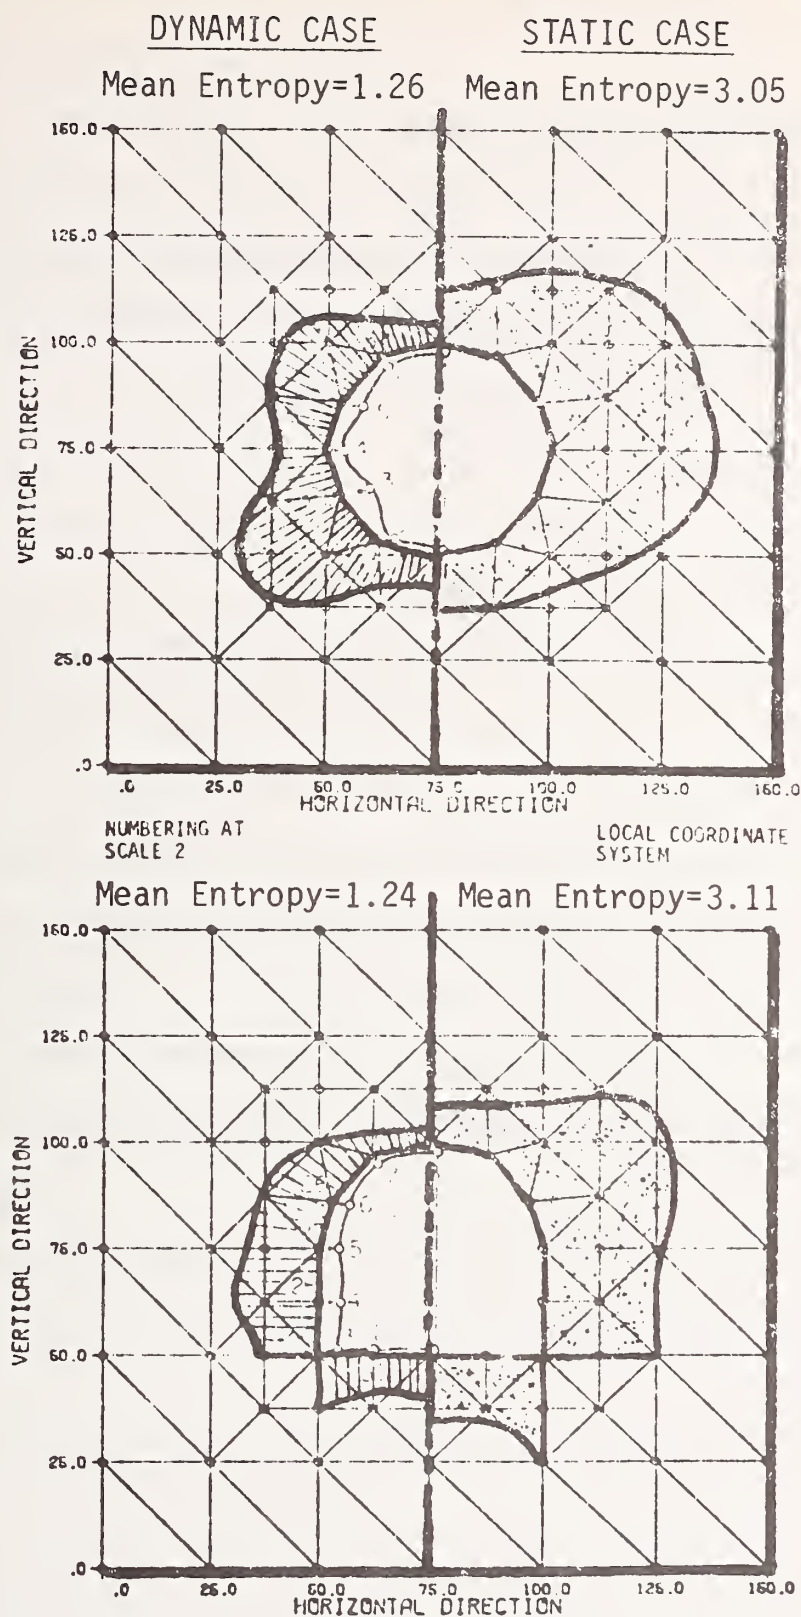 DYNAMIC CASE STATIC CASE
Mean Entropy=1.26 Mean Entropy=3.05
150.0
125.0
100.0
75.0
50.0
25.0
.0
VERTICAL DIRECTION
.0 25.0 50.0 75.0 100.0 125.0 150.0
HORIZONTAL DIRECTION
NUMBERING AT
SCALE 2
LOCAL COORDINATE
SYSTEM
Mean Entropy=1.24 Mean Entropy=3.11
150.0
125.0
100.0
75.0
50.0
25.0
.0
VERTICAL DIRECTION
.0 25.0 50.0 75.0 100.0 125.0 150.0
HORIZONTAL DIRECTION